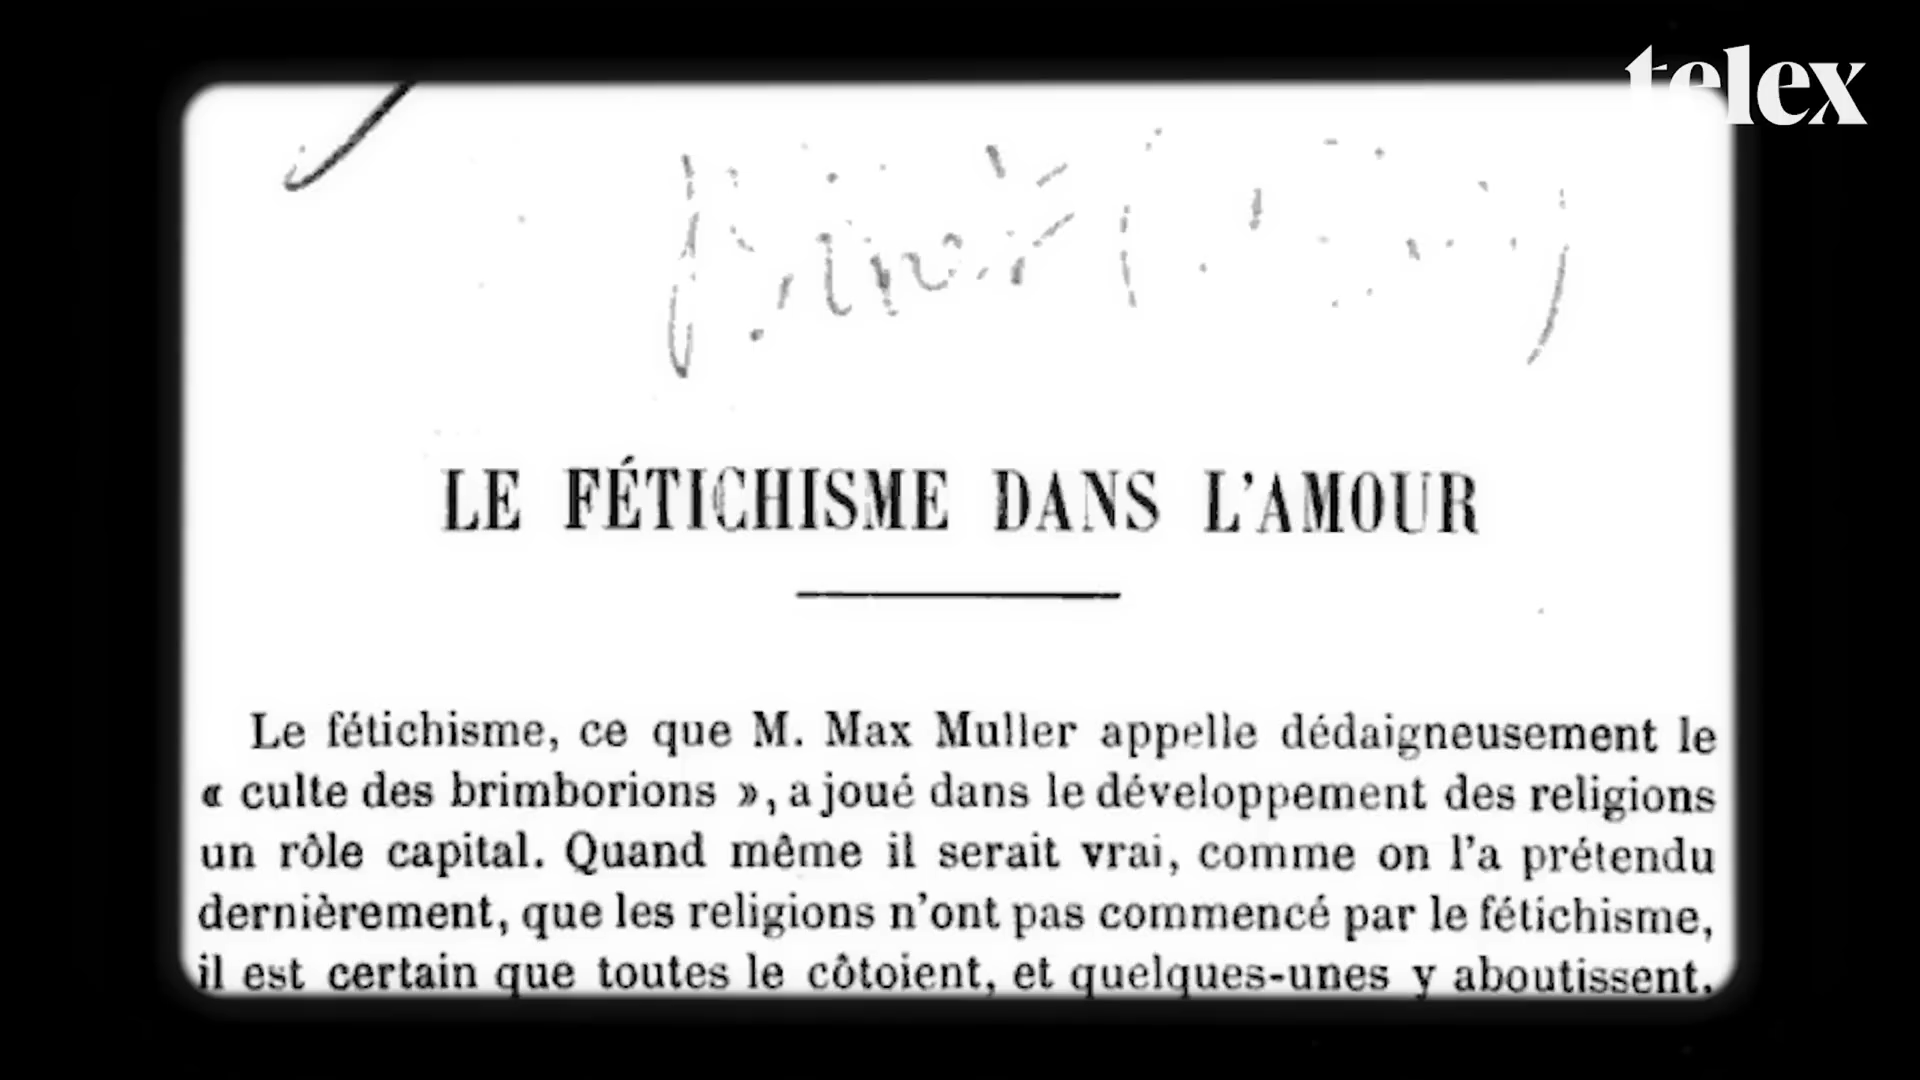 telex
LE FÉTICHISME DANS L'AMOUR
Le fétichisme, ce que M. Max Muller appelle dédaigneusement le
« culte des brimborions », a joué dans le développement des religions
un rôle capital. Quand même il serait vrai, comme on l'a prétendu
dernièrement, que les religions n'ont pas commencé par le fétichisme,
il est certain que toutes le côtoient, et quelques-unes y aboutissent.